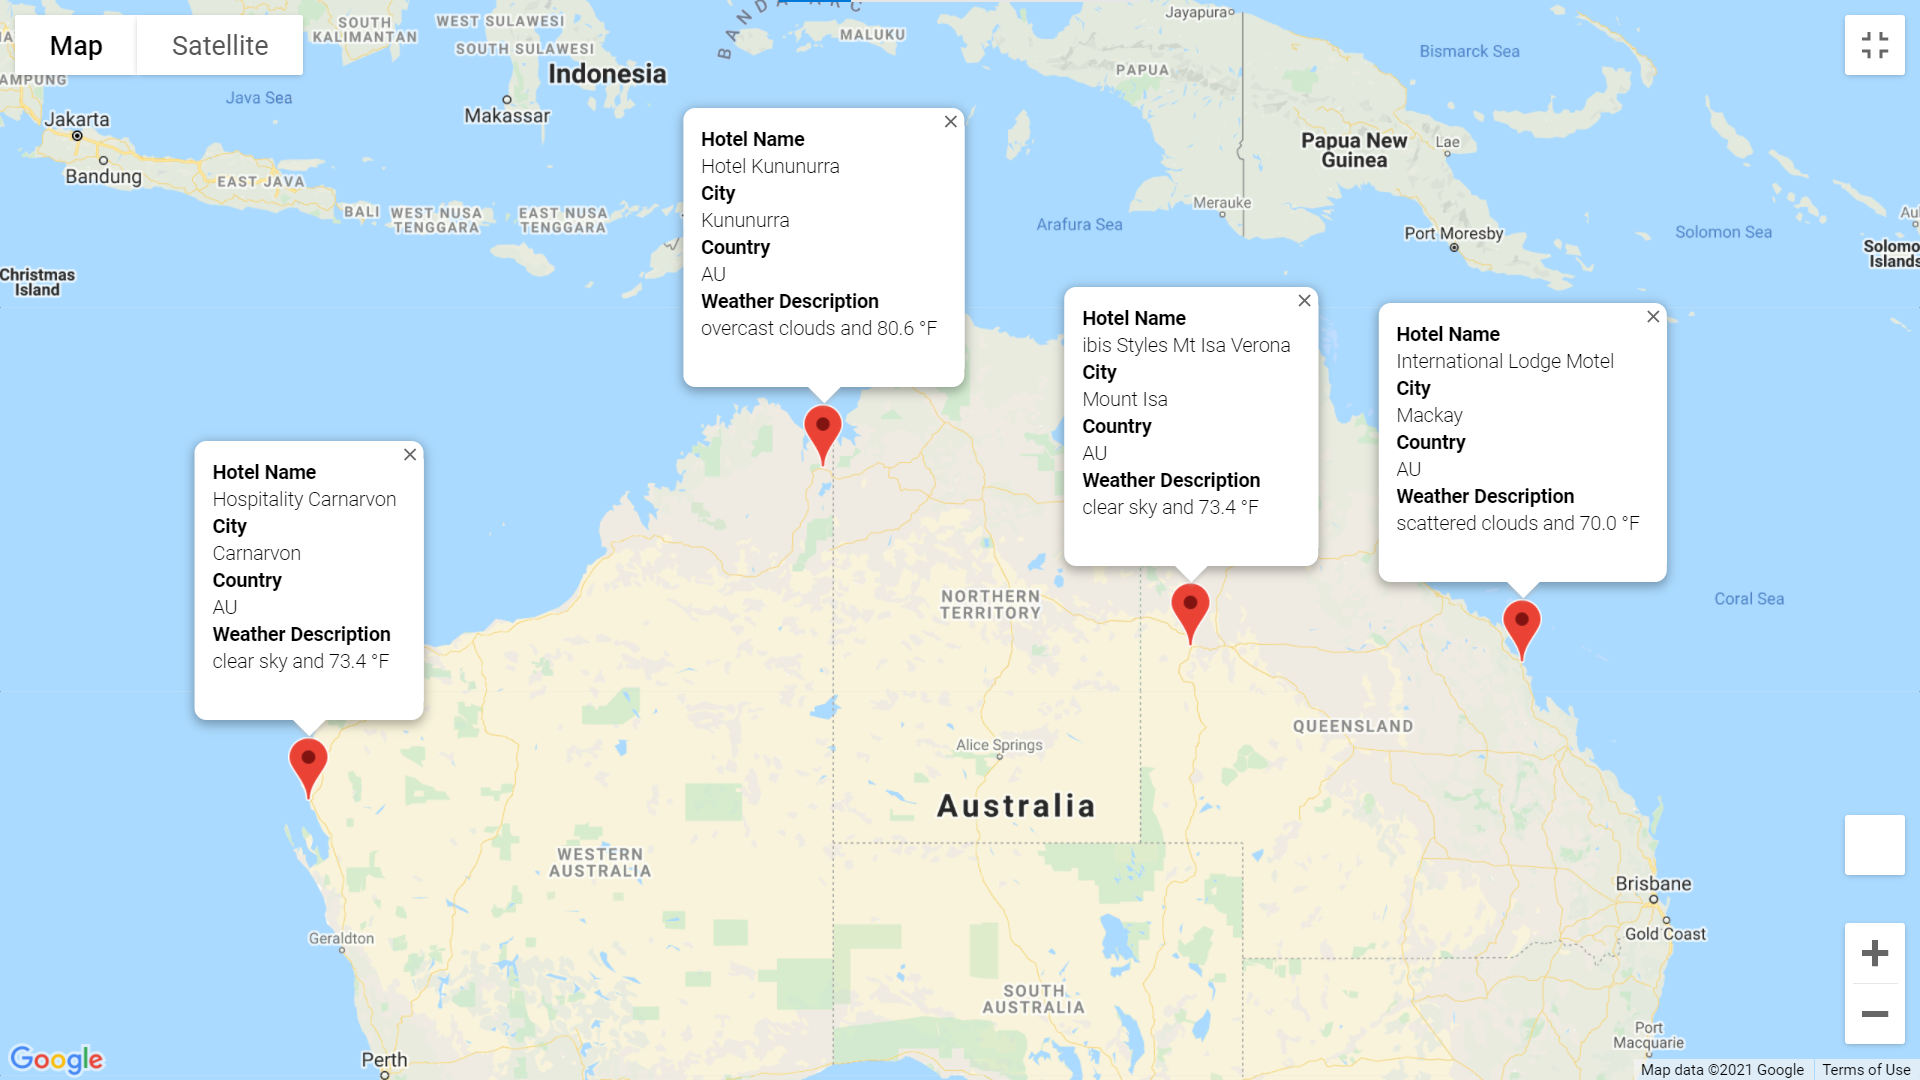 Map
Satellite
SOUTH
KALIMANTAN
WEST SULAWESI
SOUTH SULAWESI
Indonesia
BANDA ARC
MALUKU
Jayapura
PAPUA
Bismarck Sea
AMPUNG
Java Sea
Jakarta
Bandung
Makassar
EAST JAVA
BALI
WEST NUSA
TENGGARA
EAST NUSA
TENGGARA
Christmas
Island
Papua New
Guinea
Lae
Merauke
Arafura Sea
Port Moresby
Solomon Sea
Au
Solomo
Islands
Hotel Name
Hotel Kununurra
City
Kununurra
Country
AU
Weather Description
overcast clouds and 80.6 °F
Hotel Name
ibis Styles Mt Isa Verona
City
Mount Isa
Country
AU
Weather Description
clear sky and 73.4 °F
Hotel Name
International Lodge Motel
City
Mackay
Country
AU
Weather Description
scattered clouds and 70.0 °F
Hotel Name
Hospitality Carnarvon
City
Carnarvon
Country
AU
Weather Description
clear sky and 73.4 °F
NORTHERN
TERRITORY
Coral Sea
QUEENSLAND
Alice Springs
Australia
WESTERN
AUSTRALIA
Brisbane
Gold Coast
Geraldton
SOUTH
AUSTRALIA
Perth
Port
Macquarie
Google
Map data ©2021 Google
Terms of Use